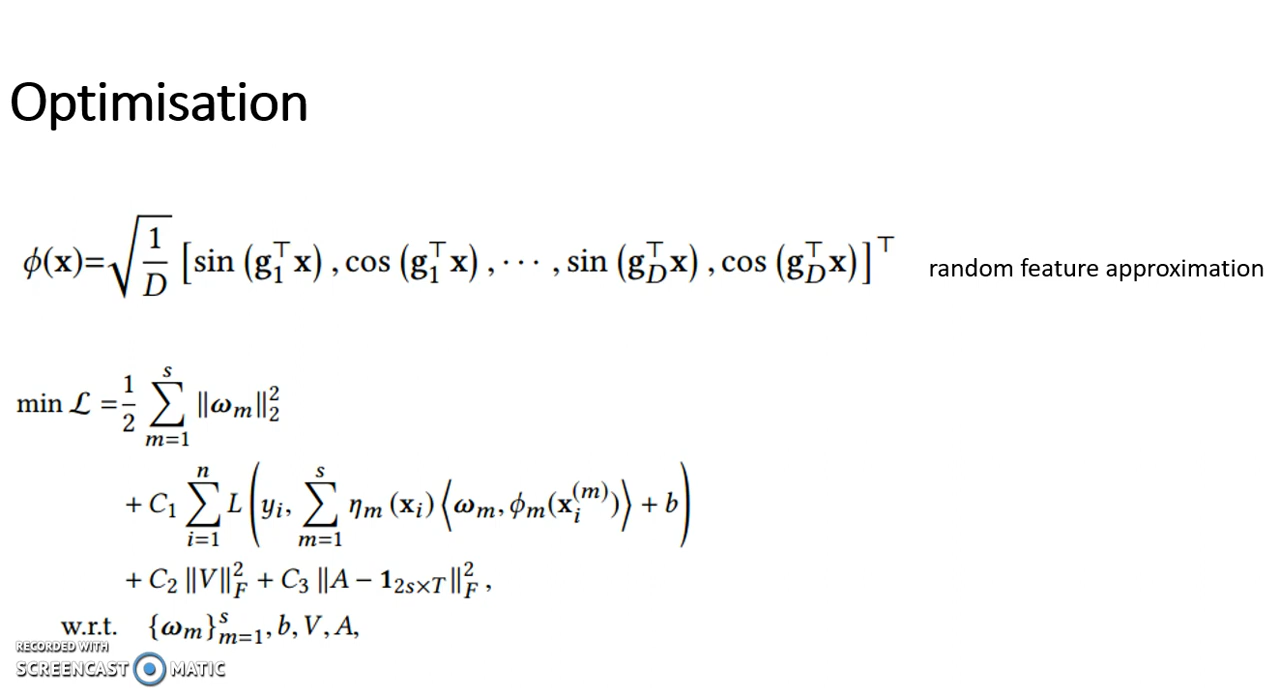 Optimisation
ϕ(x)=√(1/D) [sin (g₁ᵀx) , cos (g₁ᵀx) , ⋯ , sin (g_Dᵀx) , cos (g_Dᵀx)]ᵀ random feature approximation
min ℒ = 1/2 ∑_{m=1}^{s} ‖ω_m‖₂²
+ C₁ ∑_{i=1}^{n} L ( y_i, ∑_{m=1}^{s} η_m (x_i) ⟨ω_m, ϕ_m(x_i^{(m)})⟩ + b )
+ C₂ ‖V‖_F² + C₃ ‖A − 1_{2s×T}‖_F² ,
w.r.t. {ω_m}_{m=1}^{s}, b, V, A,
RECORDED WITH
SCREENCAST MATIC